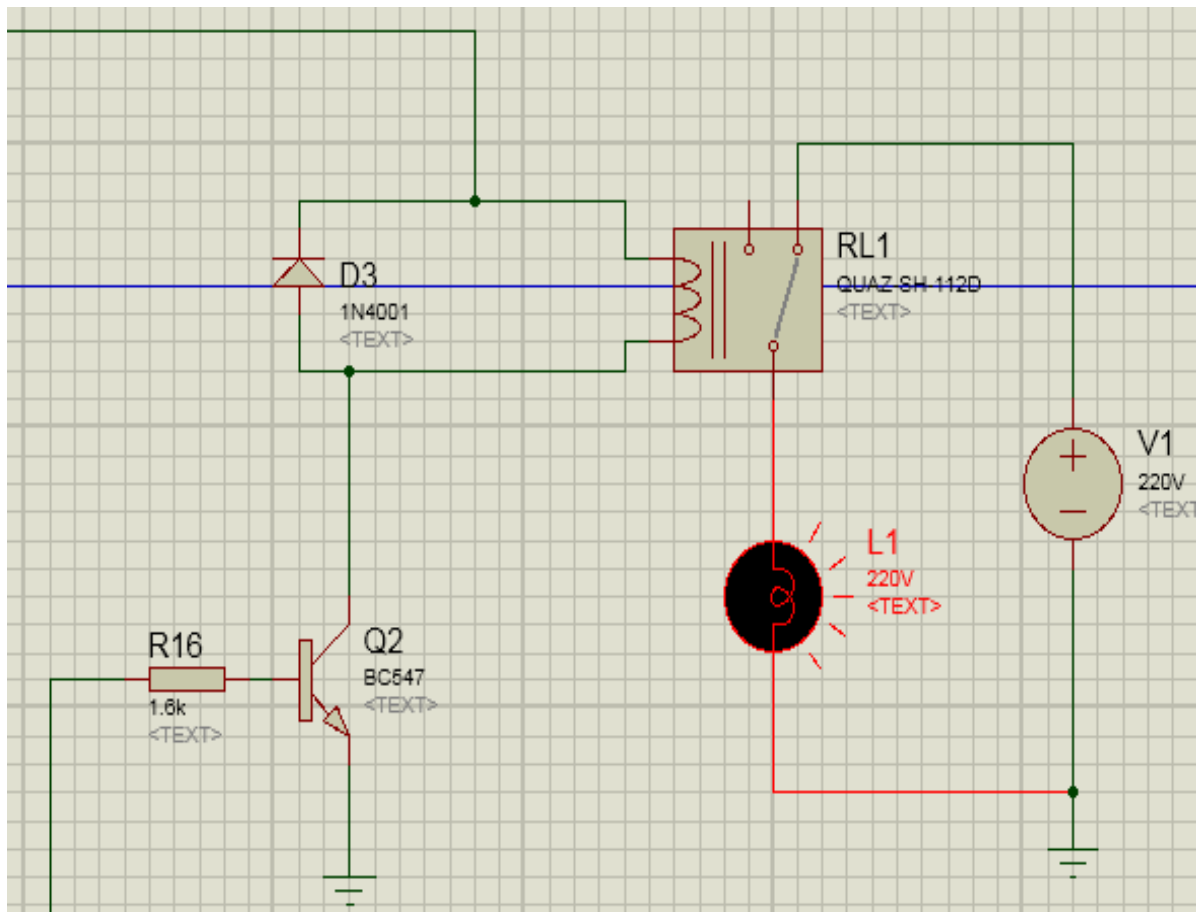 RL1
QUAZ-SH-112D
<TEXT>
D3
1N4001
<TEXT>
V1
220V
<TEXT
L1
220V
<TEXT>
R16
1.6k
<TEXT>
Q2
BC547
<TEXT>